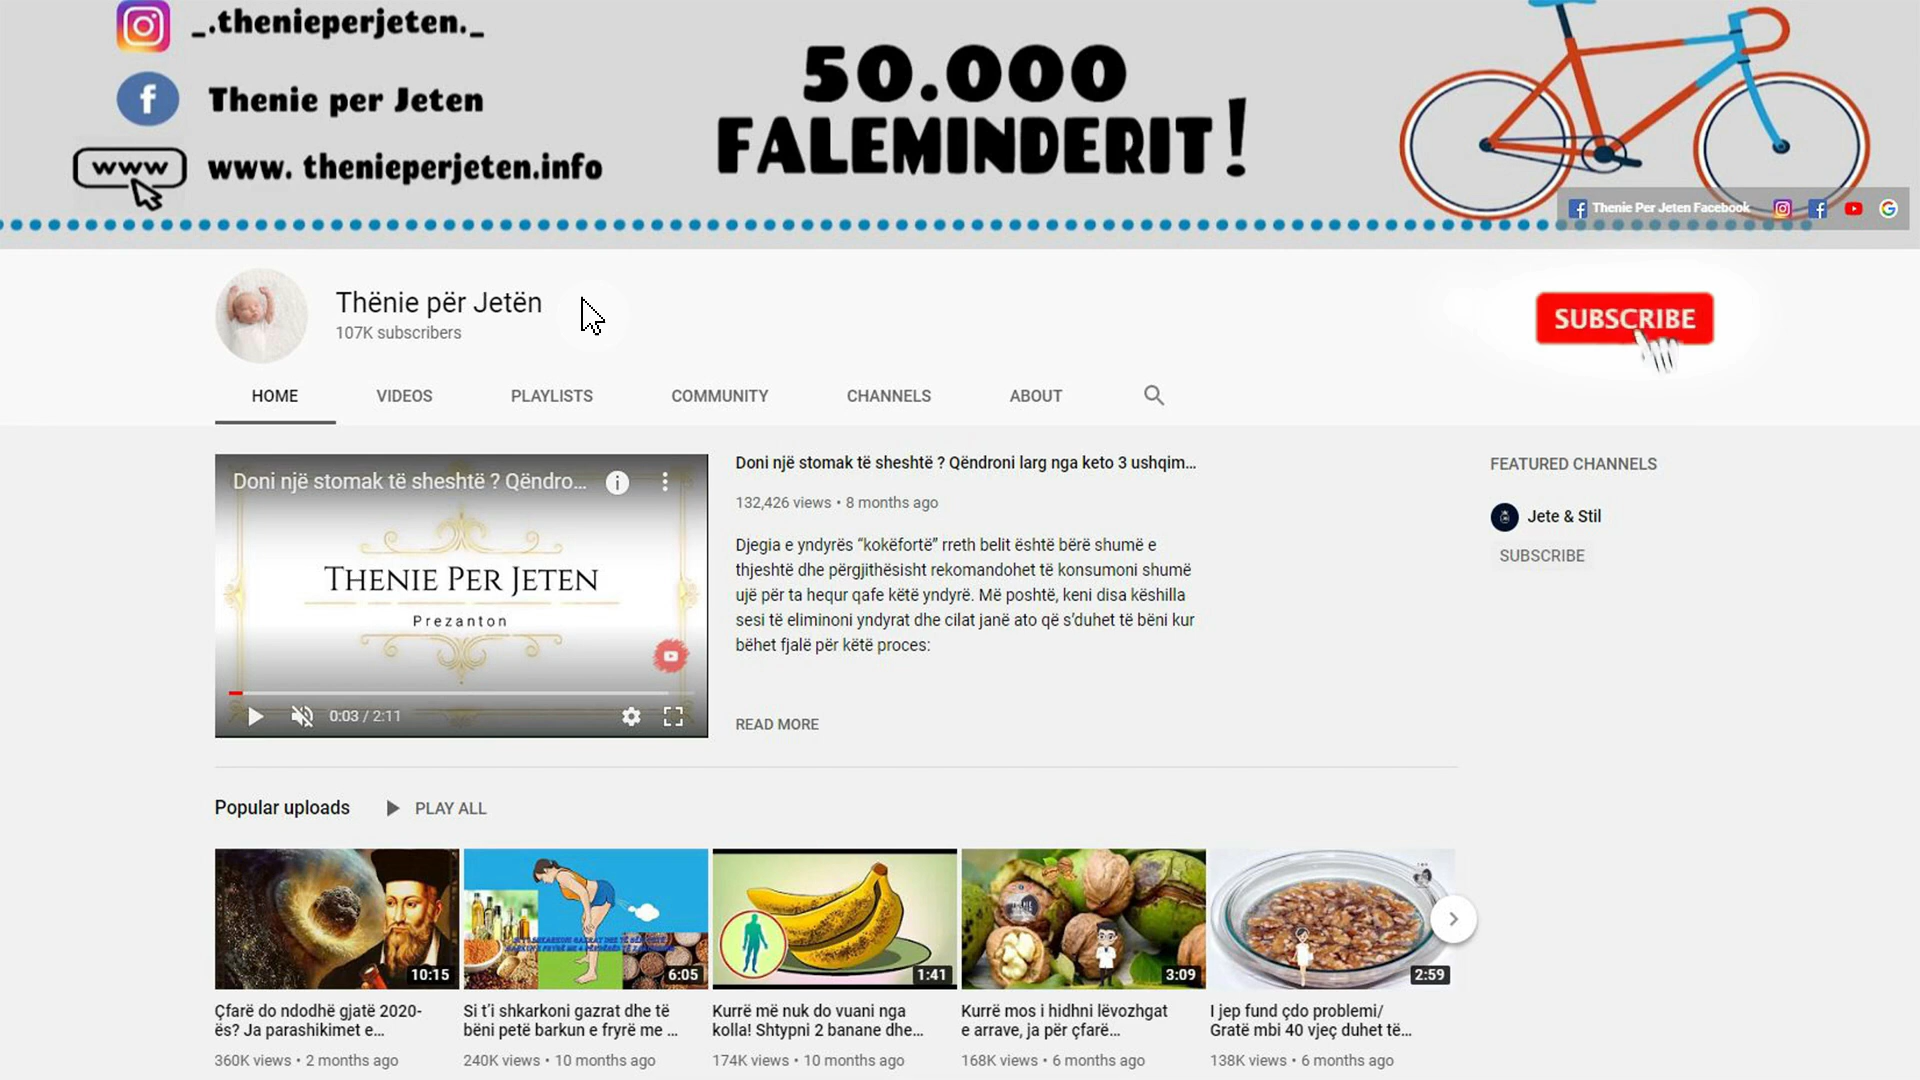 _.thenieperjeten._
Thenie per Jeten
www
www. thenieperjeten.info
50.000
FALEMINDERIT!
Thenie Per Jeten Facebook
Thënie për Jetën
107K subscribers
SUBSCRIBE
HOME
VIDEOS
PLAYLISTS
COMMUNITY
CHANNELS
ABOUT
Doni një stomak të sheshtë ? Qëndro...
THENIE PER JETEN
Prezanton
0:03 / 2:11
Doni një stomak të sheshtë ? Qëndroni larg nga keto 3 ushqim...
132,426 views • 8 months ago
Djegia e yndyrës “kokëfortë” rreth belit është bërë shumë e
thjeshtë dhe përgjithësisht rekomandohet të konsumoni shumë
ujë për ta hequr qafe këtë yndyrë. Më poshtë, keni disa këshilla
sesi të eliminoni yndyrat dhe cilat janë ato që s’duhet të bëni kur
bëhet fjalë për këtë proces:
READ MORE
FEATURED CHANNELS
Jete & Stil
SUBSCRIBE
Popular uploads
PLAY ALL
10:15
6:05
1:41
3:09
2:59
Çfarë do ndodhë gjatë 2020-
ës? Ja parashikimet e...
360K views • 2 months ago
Si t’i shkarkoni gazrat dhe të
bëni petë barkun e fryrë me ...
240K views • 10 months ago
Kurrë më nuk do vuani nga
kolla! Shtypni 2 banane dhe...
174K views • 10 months ago
Kurrë mos i hidhni lëvozhgat
e arrave, ja për çfarë...
168K views • 6 months ago
I jep fund çdo problemi/
Gratë mbi 40 vjeç duhet të...
138K views • 6 months ago